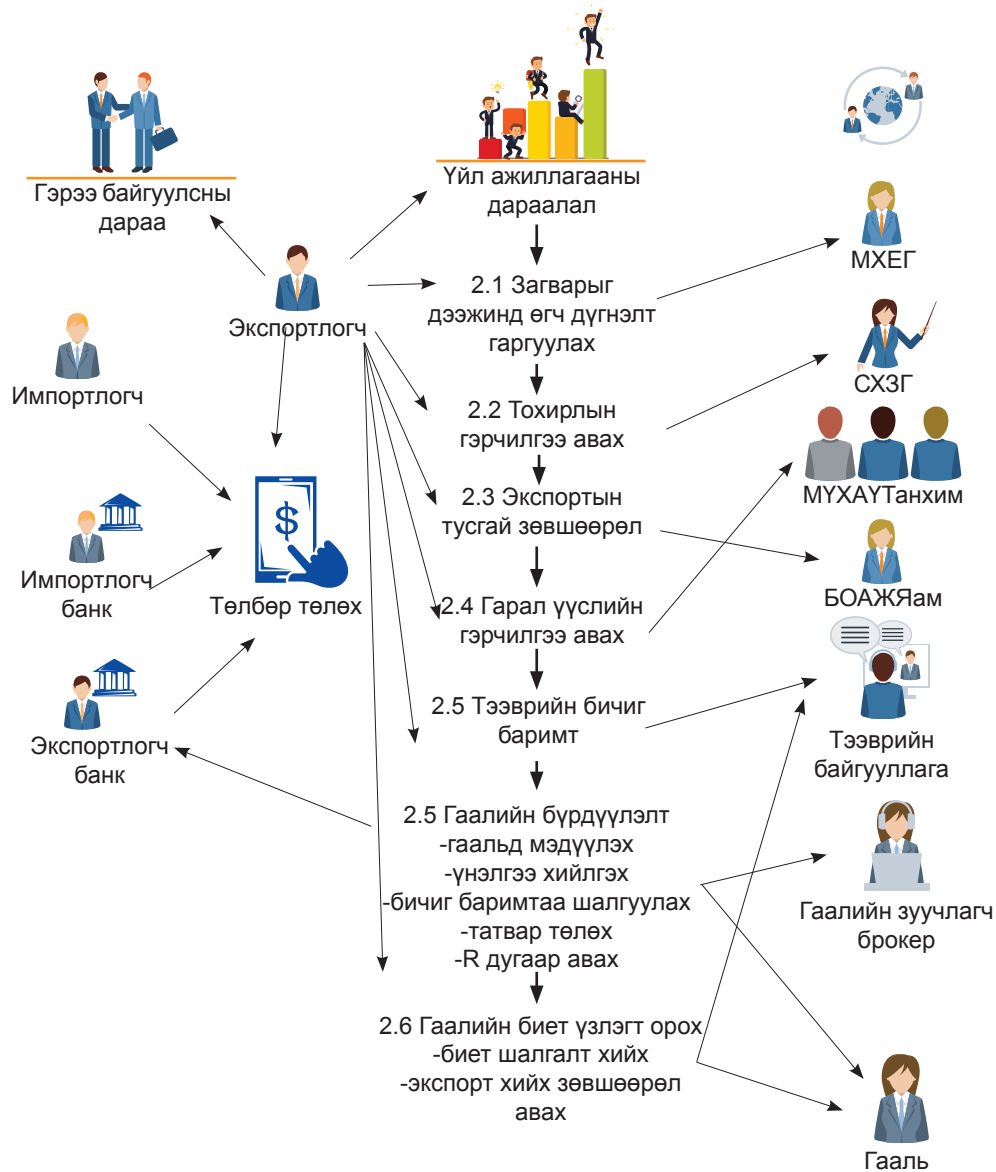 Гэрээ байгуулсны
дараа
Экспортлогч
Импортлогч
Импортлогч
банк
$
Төлбөр төлөх
Экспортлогч
банк
Үйл ажиллагааны
дараалал
2.1 Загварыг
дээжинд өгч дүгнэлт
гаргуулах
2.2 Тохирлын
гэрчилгээ авах
2.3 Экспортын
тусгай зөвшөөрөл
2.4 Гарал үүслийн
гэрчилгээ авах
2.5 Тээврийн бичиг
баримт
2.5 Гаалийн бүрдүүлэлт
-гаальд мэдүүлэх
-үнэлгээ хийлгэх
-бичиг баримтаа шалгуулах
-татвар төлөх
-R дугаар авах
2.6 Гаалийн биет үзлэгт орох
-биет шалгалт хийх
-экспорт хийх зөвшөөрөл
авах
МХЕГ
СХЗГ
МҮХАҮТанхим
БОАЖЯам
Тээврийн
байгууллага
Гаалийн зуучлагч
брокер
Гааль